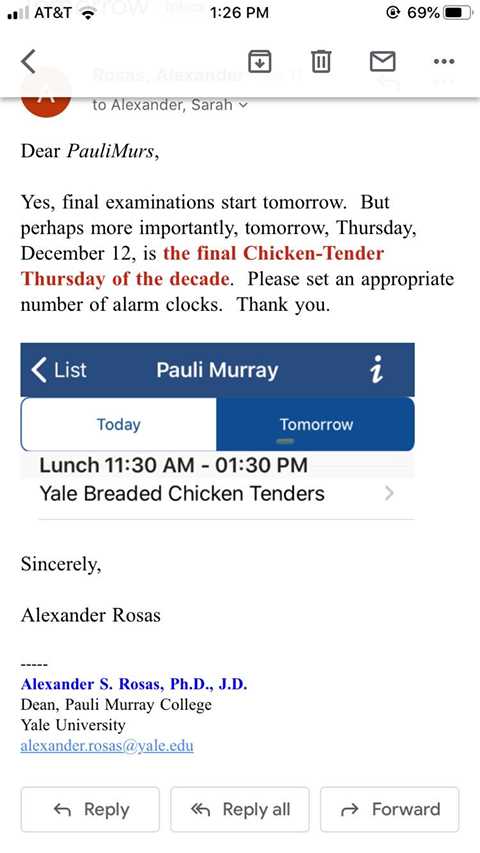 AT&T 1:26 PM 69%
Rosas, Alexander
A
to Alexander, Sarah
Dear PauliMurs,
Yes, final examinations start tomorrow. But
perhaps more importantly, tomorrow, Thursday,
December 12, is the final Chicken-Tender
Thursday of the decade. Please set an appropriate
number of alarm clocks. Thank you.
List Pauli Murray i
Today Tomorrow
Lunch 11:30 AM - 01:30 PM
Yale Breaded Chicken Tenders
Sincerely,
Alexander Rosas
-----
Alexander S. Rosas, Ph.D., J.D.
Dean, Pauli Murray College
Yale University
alexander.rosas@yale.edu
Reply Reply all Forward